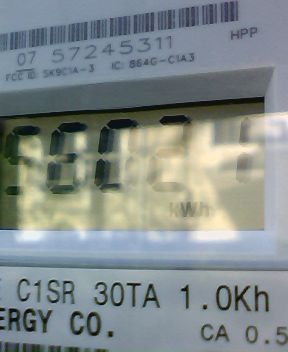 07 57245311
HPP
FCC ID: SK9C1A-3 IC: 864G-C1A3
kWh
C1SR 30TA 1.0Kh
ERGY CO.
CA 0.5